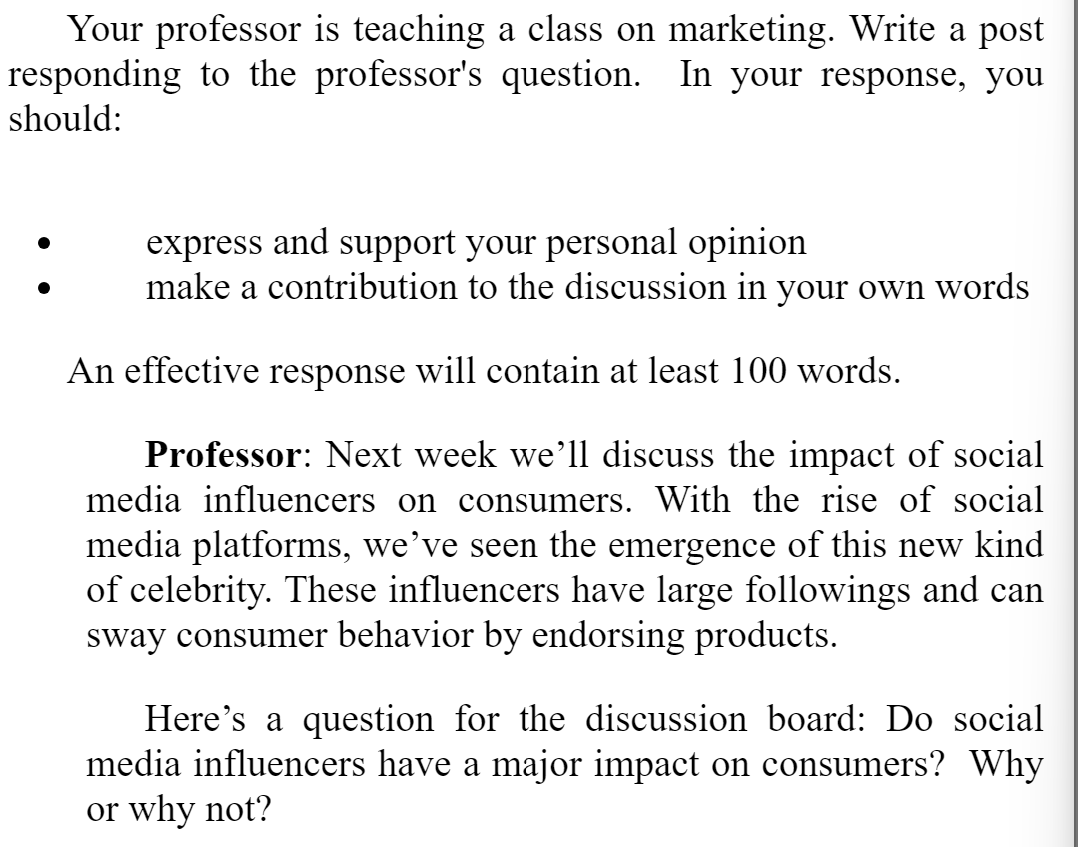 Your professor is teaching a class on marketing. Write a post
responding to the professor's question. In your response, you
should:
• express and support your personal opinion
• make a contribution to the discussion in your own words
An effective response will contain at least 100 words.
Professor: Next week we’ll discuss the impact of social
media influencers on consumers. With the rise of social
media platforms, we’ve seen the emergence of this new kind
of celebrity. These influencers have large followings and can
sway consumer behavior by endorsing products.
Here’s a question for the discussion board: Do social
media influencers have a major impact on consumers? Why
or why not?